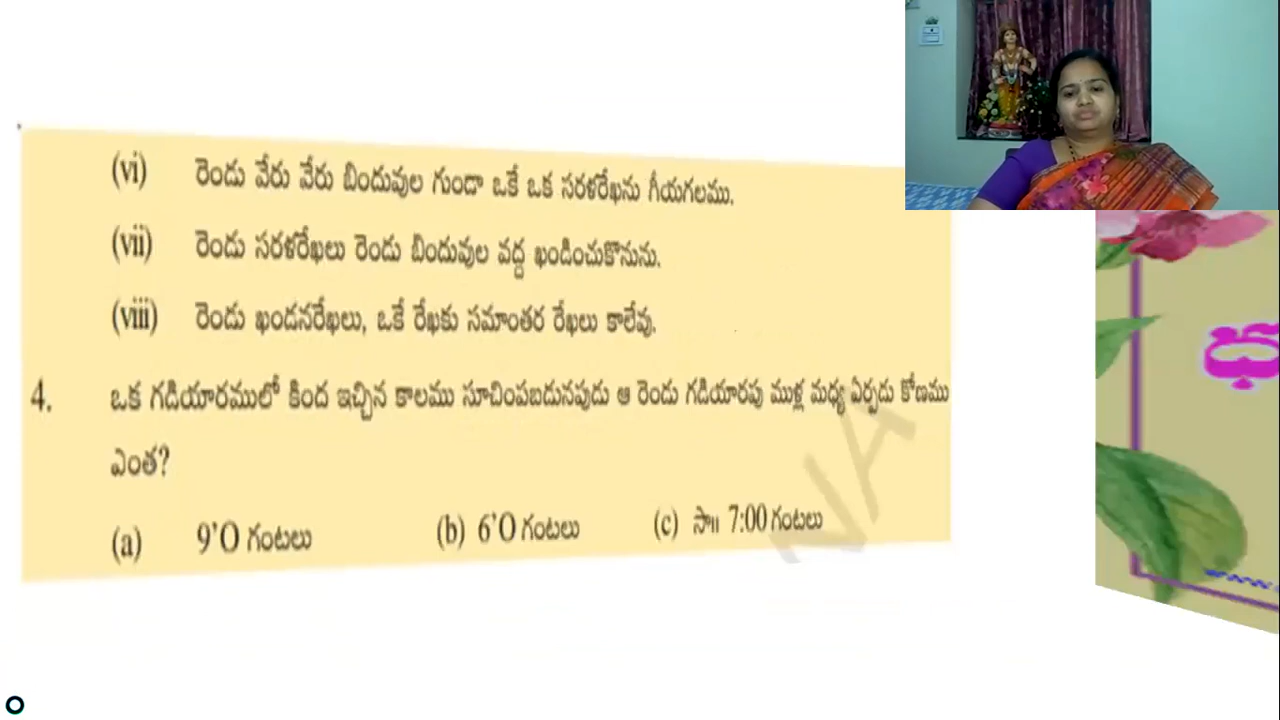 (vi) రెండు వేరు వేరు బిందువుల గుండా ఒకే ఒక సరళరేఖను గీయగలము.
(vii) రెండు సరళరేఖలు రెండు బిందువుల వద్ద ఖండించుకొనును.
(viii) రెండు ఖండనరేఖలు, ఒకే రేఖకు సమాంతర రేఖలు కాలేవు.
4. ఒక గడియారములో కింద ఇచ్చిన కాలము సూచింపబడునపుడు ఆ రెండు గడియారపు ముళ్ల మధ్య ఏర్పడు కోణము
ఎంత?
(a) 9'O గంటలు (b) 6'O గంటలు (c) సా॥ 7:00 గంటలు
NA